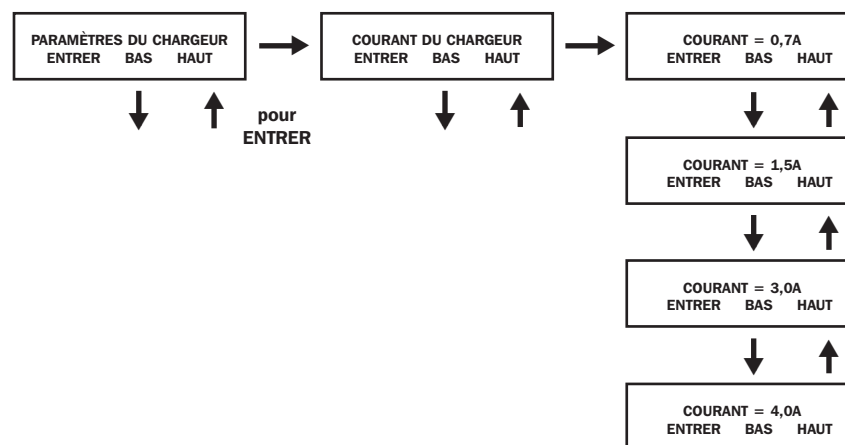 PARAMÈTRES DU CHARGEUR
ENTRER BAS HAUT
COURANT DU CHARGEUR
ENTRER BAS HAUT
COURANT = 0,7A
ENTRER BAS HAUT
pour
ENTRER
COURANT = 1,5A
ENTRER BAS HAUT
COURANT = 3,0A
ENTRER BAS HAUT
COURANT = 4,0A
ENTRER BAS HAUT